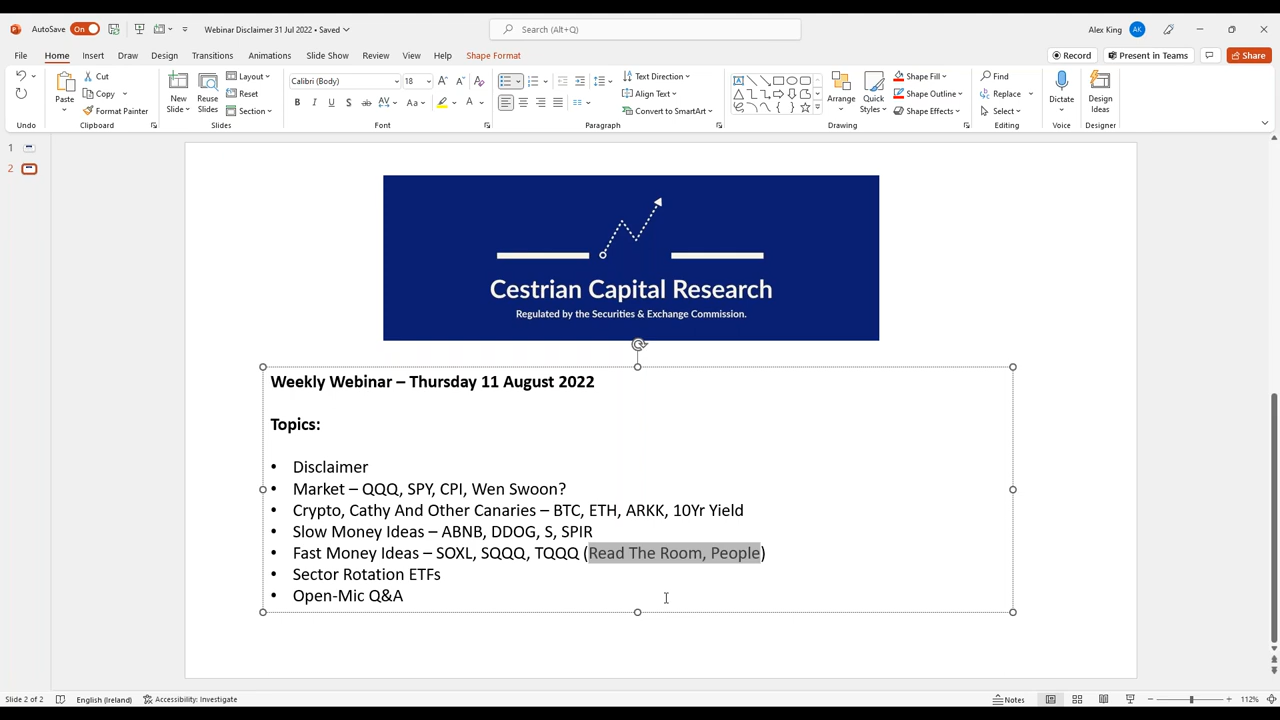 AutoSave On Webinar Disclaimer 31 Jul 2022 • Saved Search (Alt+Q) Alex King AK
File Home Insert Draw Design Transitions Animations Slide Show Review View Help Shape Format Record Present in Teams Share
Cut Layout Calibri (Body) 18 Text Direction Shape Fill Find
Paste Copy New Slide Reuse Slides Reset Align Text Arrange Quick Styles Shape Outline Replace Dictate Design Ideas
Format Painter Section B I U S ab AV Aa A Convert to SmartArt Shape Effects Select
Undo Clipboard Slides Font Paragraph Drawing Editing Voice Designer
1
2
Cestrian Capital Research
Regulated by the Securities & Exchange Commission.
Weekly Webinar – Thursday 11 August 2022
Topics:
• Disclaimer
• Market – QQQ, SPY, CPI, Wen Swoon?
• Crypto, Cathy And Other Canaries – BTC, ETH, ARKK, 10Yr Yield
• Slow Money Ideas – ABNB, DDOG, S, SPIR
• Fast Money Ideas – SOXL, SQQQ, TQQQ (Read The Room, People)
• Sector Rotation ETFs
• Open-Mic Q&A
Slide 2 of 2 English (Ireland) Accessibility: Investigate Notes 112%